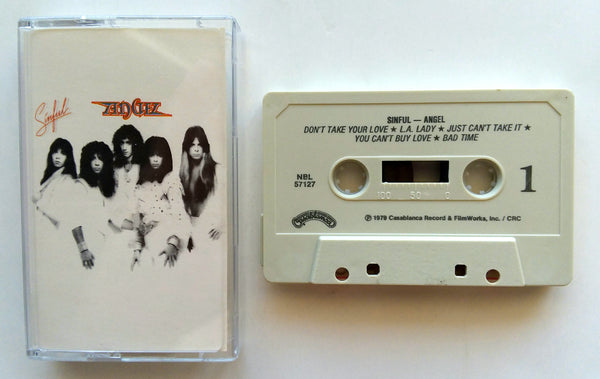 Sinful
ANGEL
SINFUL — ANGEL
DON'T TAKE YOUR LOVE ★ L.A. LADY ★ JUST CAN'T TAKE IT ★
YOU CAN'T BUY LOVE ★ BAD TIME
NBL
57127
1
100 50 0
Casablanca
℗ 1979 Casablanca Record & FilmWorks, Inc. / CRC